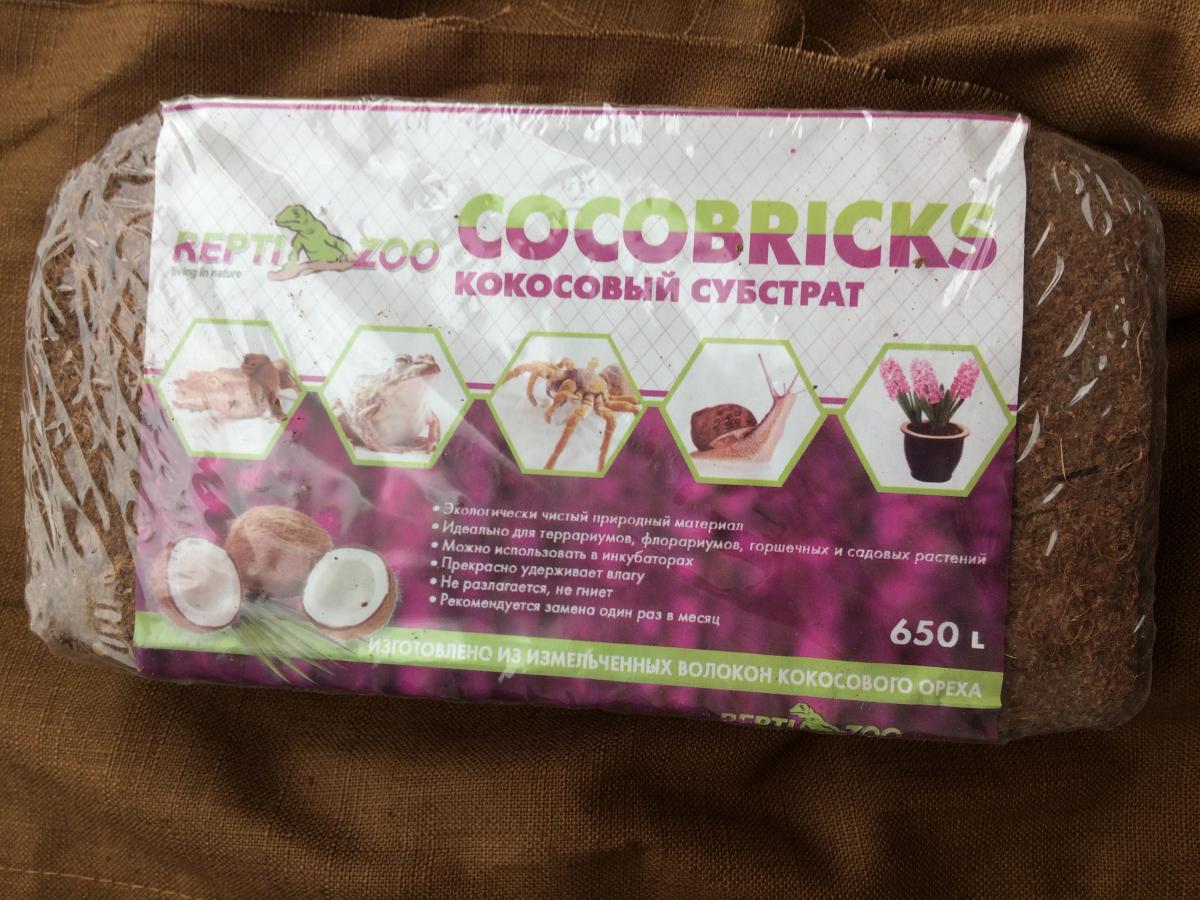 REPTI ZOO
living in nature
COCOBRICKS
КОКОСОВЫЙ СУБСТРАТ
• Экологически чистый природный материал
• Идеально для террариумов, флорариумов, горшечных и садовых растений
• Можно использовать в инкубаторах
• Прекрасно удерживает влагу
• Не разлагается, не гниет
• Рекомендуется замена один раз в месяц
650 L
ИЗГОТОВЛЕНО ИЗ ИЗМЕЛЬЧЕННЫХ ВОЛОКОН КОКОСОВОГО ОРЕХА
REPTI ZOO